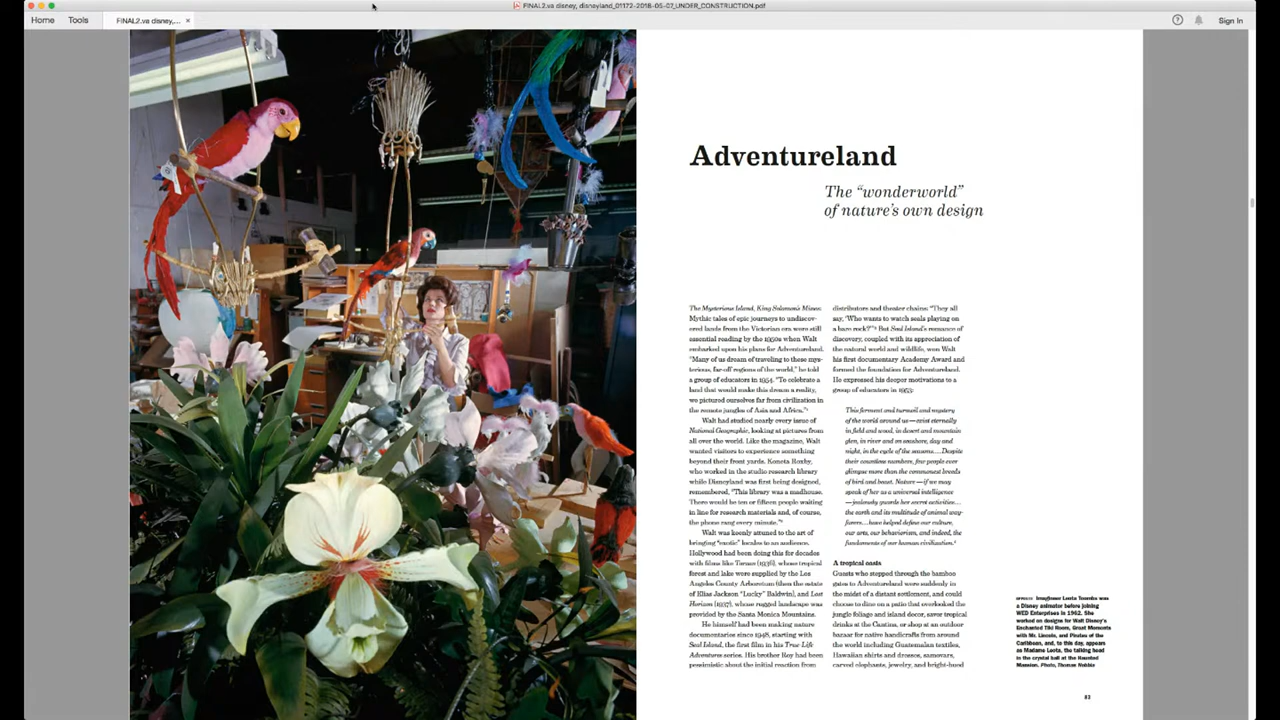 FINAL2.va disney, disneyland_01172-2018-05-07_UNDER_CONSTRUCTION.pdf
Home Tools FINAL2.va disney,... × Sign In
Adventureland
The “wonderworld”
of nature’s own design
The Mysterious Island, King Solomon’s Mines:
Mythic tales of epic journeys to undiscov-
ered lands from the Victorian era were still
essential reading by the 1950s when Walt
embarked upon his plans for Adventureland.
“Many of us dream of traveling to these mys-
terious, far-off regions of the world,” he told
a group of educators in 1954. “To celebrate a
land that would make this dream a reality,
we pictured ourselves far from civilization in
the remote jungles of Asia and Africa.”
Walt had studied nearly every issue of
National Geographic, looking at pictures from
all over the world. Like the magazine, Walt
wanted visitors to experience something
beyond their front yards. Koneta Roxby,
who worked in the studio research library
while Disneyland was first being designed,
remembered, “This library was a madhouse.
There would be ten or fifteen people waiting
in line for research materials and, of course,
the phone rang every minute.”
Walt was keenly attuned to the art of
bringing “exotic” locales to an audience.
Hollywood had been doing this for decades
with films like Tarzan (1936), whose tropical
forest and lake were supplied by the Los
Angeles County Arboretum (then the estate
of Elias Jackson “Lucky” Baldwin), and Lost
Horizon (1937), whose rugged landscape was
provided by the Santa Monica Mountains.
He himself had been making nature
documentaries since 1948, starting with
Seal Island, the first film in his True Life
Adventures series. His brother Roy had been
pessimistic about the initial reaction from
distributors and theater chains: “They all
say, ‘Who wants to watch seals playing on
a bare rock?’” But Seal Island’s romance of
discovery, coupled with its appreciation of
the natural world and wildlife, won Walt
his first documentary Academy Award and
formed the foundation for Adventureland.
He expressed his deeper motivations to a
group of educators in 1953:
This ferment and turmoil and mystery
of the world around us—exist eternally
in field and wood, in desert and mountain
glen, in river and on seashore, day and
night, in the cycle of the seasons.... Despite
their countless numbers, few people ever
glimpse more than the commonest breeds
of bird and beast. Nature—if we may
speak of her as a universal intelligence
—jealously guards her secret activities....
the earth and its multitude of animal way-
farers...have helped define our culture,
our arts, our behaviorism, and indeed, the
fundaments of our human civilization.
A tropical oasis
Guests who stepped through the bamboo
gates to Adventureland were suddenly in
the midst of a distant settlement, and could
choose to dine on a patio that overlooked the
jungle foliage and island decor, savor tropical
drinks at the Cantina, or shop at an outdoor
bazaar for native handicrafts from around
the world including Guatemalan textiles,
Hawaiian shirts and dresses, samovars,
carved elephants, jewelry, and bright-hued
OPPOSITE Imagineer Leota Toombs was
a Disney animator before joining
WED Enterprises in 1962. She
worked on designs for Walt Disney’s
Enchanted Tiki Room, Great Moments
with Mr. Lincoln, and Pirates of the
Caribbean, and, to this day, appears
as Madame Leota, the talking head
in the crystal ball at the Haunted
Mansion. Photo, Thomas Nebbia
83